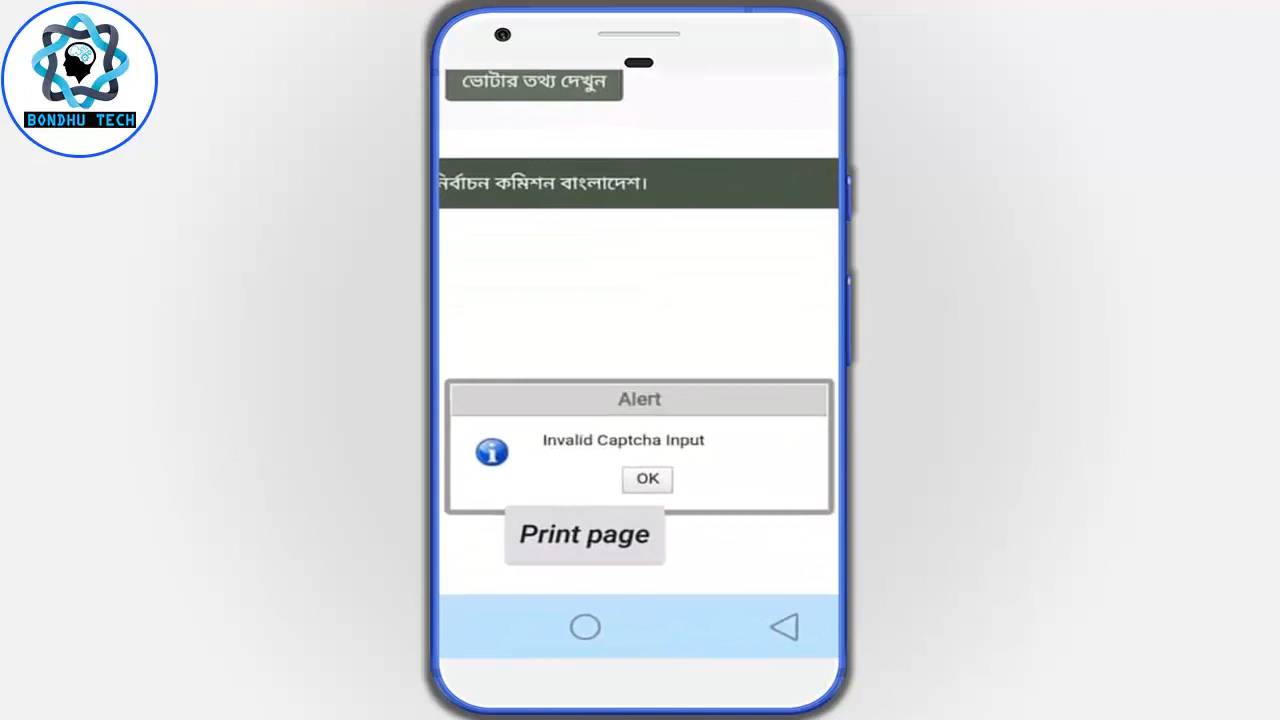 BONDHU TECH
ভোটার তথ্য দেখুন
নির্বাচন কমিশন বাংলাদেশ।
Alert
Invalid Captcha Input
OK
Print page